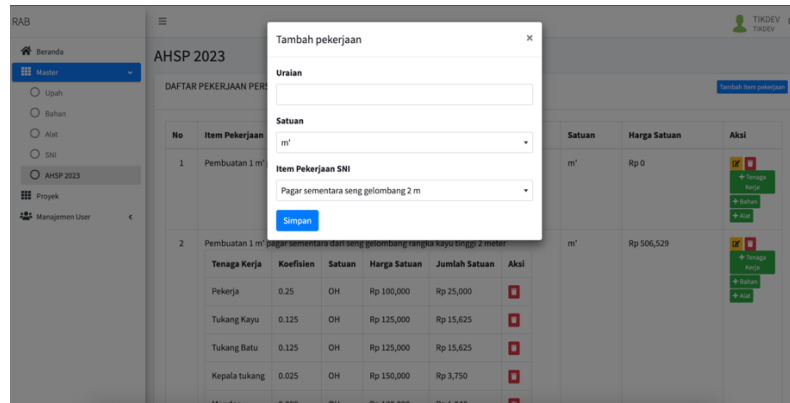 RAB
TIKDEV
TIKDEV
Beranda
Master
Upah
Bahan
Alat
SNI
AHSP 2023
Proyek
Manajemen User
AHSP 2023
DAFTAR PEKERJAAN PERS
Tambah Item pekerjaan
Tambah pekerjaan ×
Uraian
Satuan
m'
Item Pekerjaan SNI
Pagar sementara seng gelombang 2 m
Simpan
No Item Pekerjaan Satuan Harga Satuan Aksi
1 Pembuatan 1 m' m' Rp 0
+ Tenaga Kerja
+ Bahan
+ Alat
2 Pembuatan 1 m' pagar sementara dari seng gelombang rangka kayu tinggi 2 meter m' Rp 506,529
+ Tenaga Kerja
+ Bahan
+ Alat
Tenaga Kerja Koefisien Satuan Harga Satuan Jumlah Satuan Aksi
Pekerja 0.25 OH Rp 100,000 Rp 25,000
Tukang Kayu 0.125 OH Rp 125,000 Rp 15,625
Tukang Batu 0.125 OH Rp 125,000 Rp 15,625
Kepala tukang 0.025 OH Rp 150,000 Rp 3,750